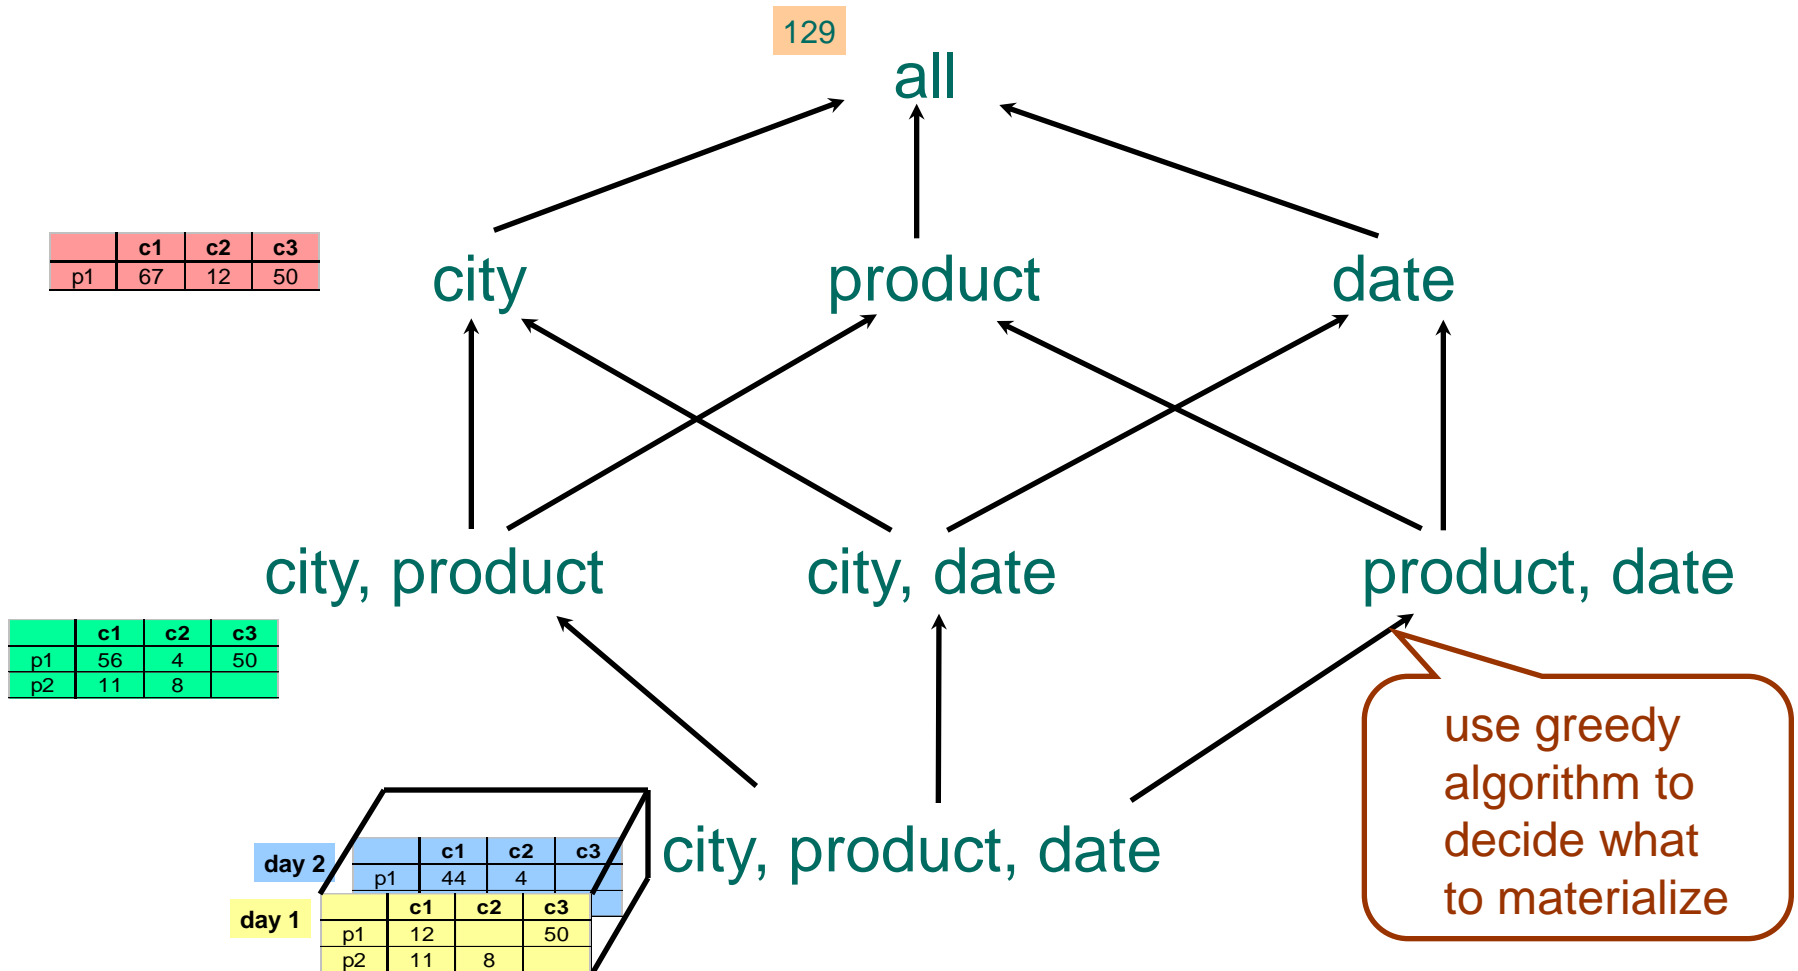 129
all
c1 c2 c3
p1 67 12 50
city product date
city, product city, date product, date
c1 c2 c3
p1 56 4 50
p2 11 8
use greedy
algorithm to
decide what
to materialize
city, product, date
day 2
c1 c2 c3
p1 44 4
day 1
c1 c2 c3
p1 12 50
p2 11 8